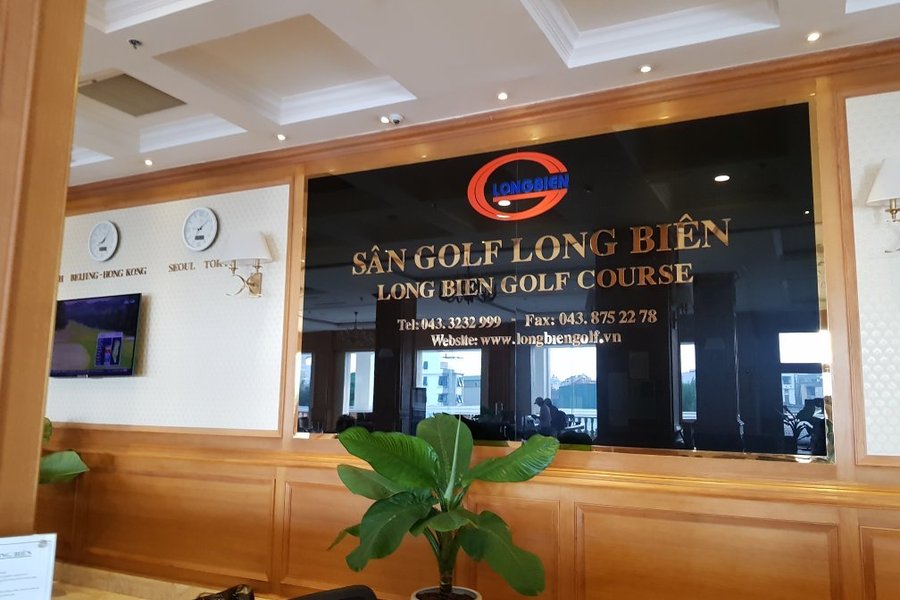 LONGBIEN
SÂN GOLF LONG BIÊN
LONG BIEN GOLF COURSE
Tel: 043. 3232 999 - Fax: 043. 875 22 78
Website: www.longbiengolf.vn
BEIJING - HONG KONG
SEOUL